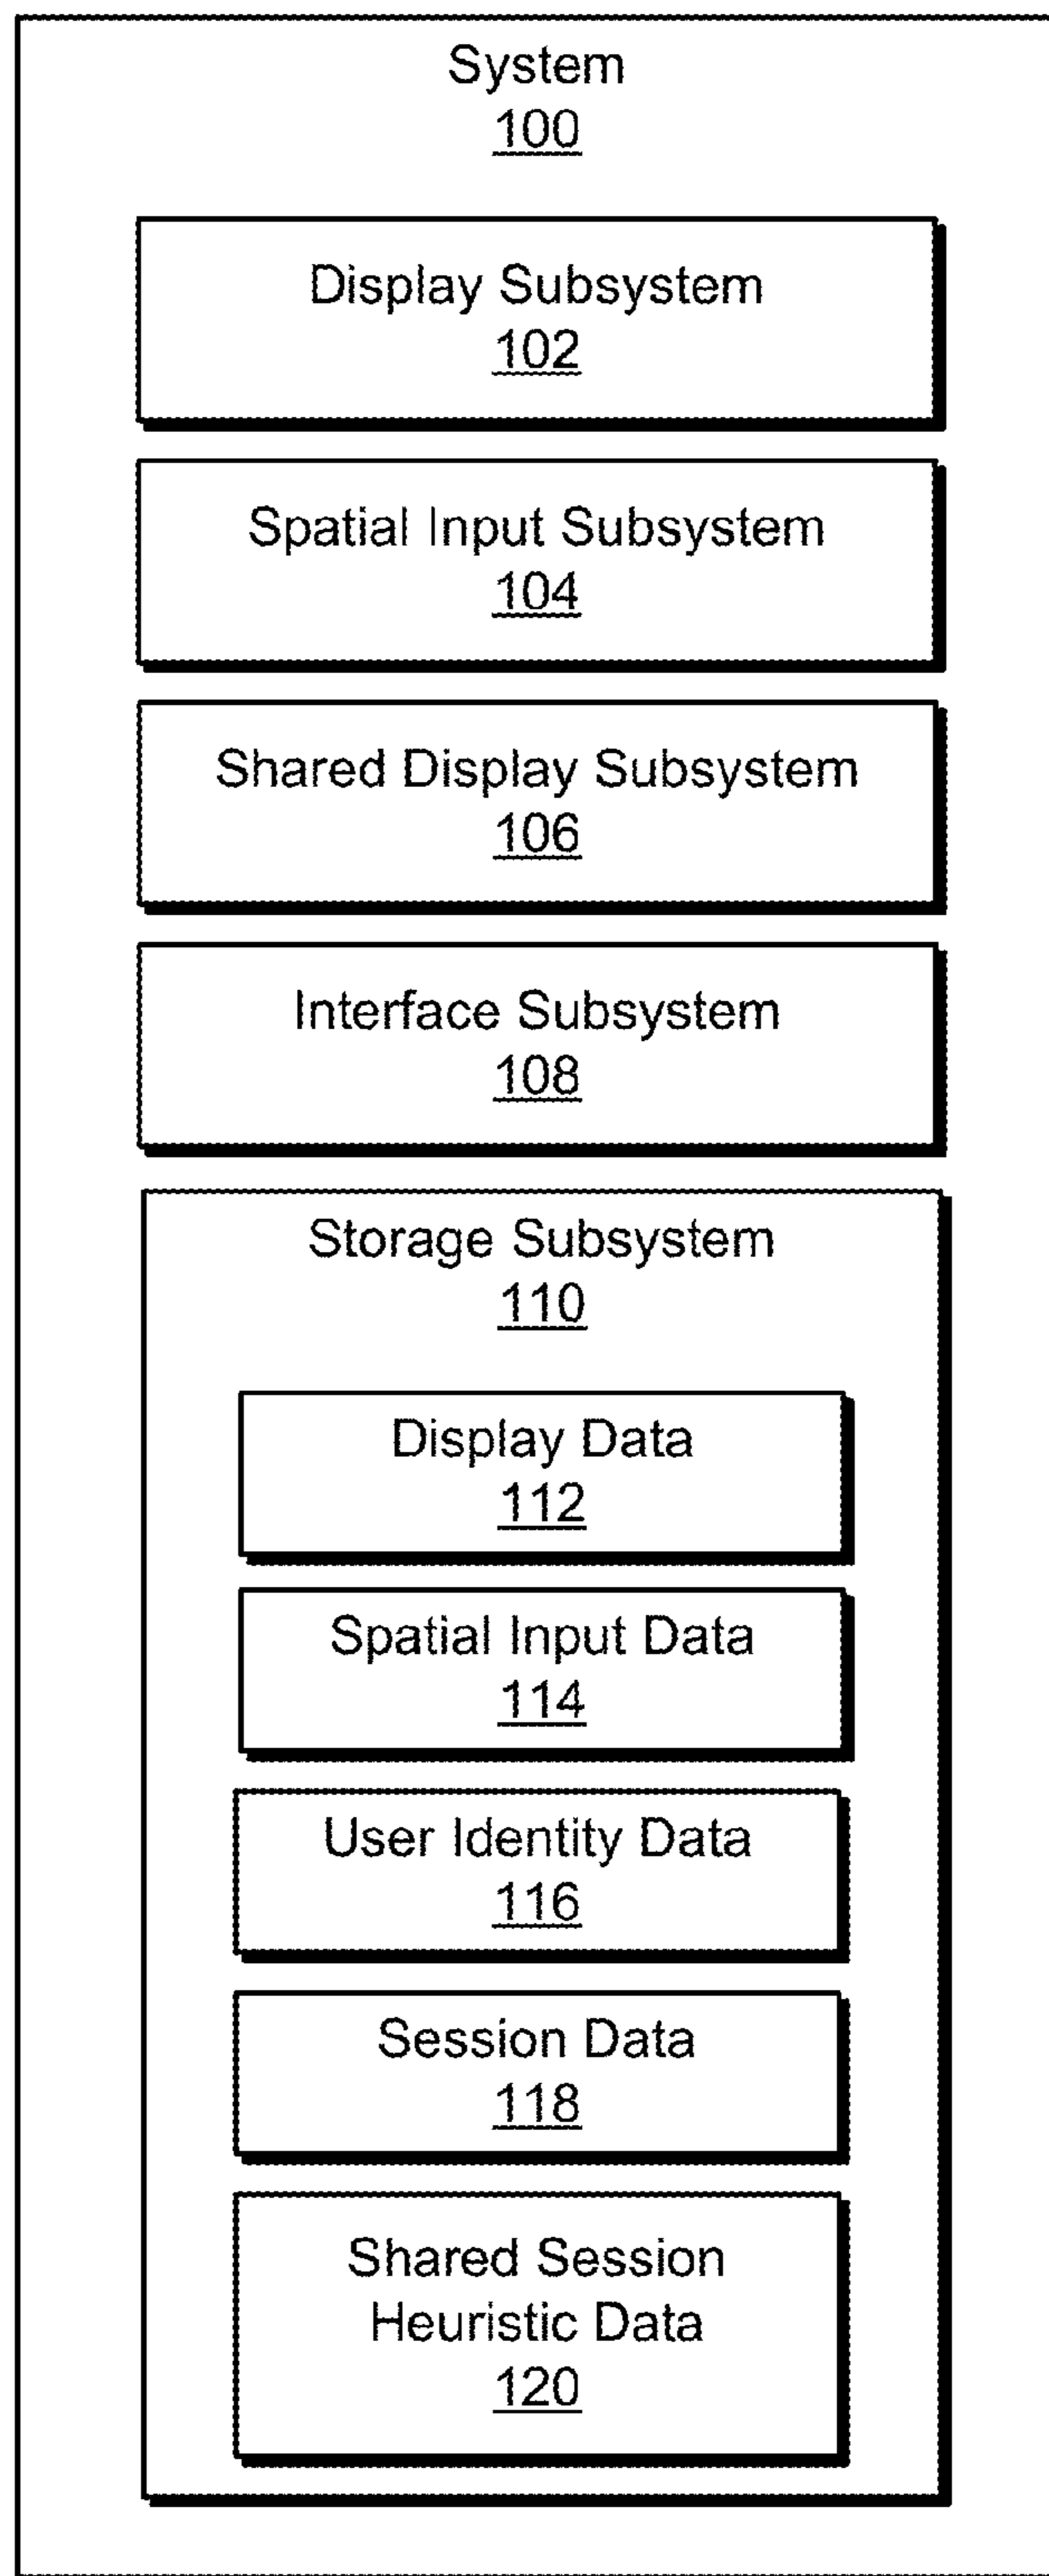 System
100
Display Subsystem
102
Spatial Input Subsystem
104
Shared Display Subsystem
106
Interface Subsystem
108
Storage Subsystem
110
Display Data
112
Spatial Input Data
114
User Identity Data
116
Session Data
118
Shared Session
Heuristic Data
120